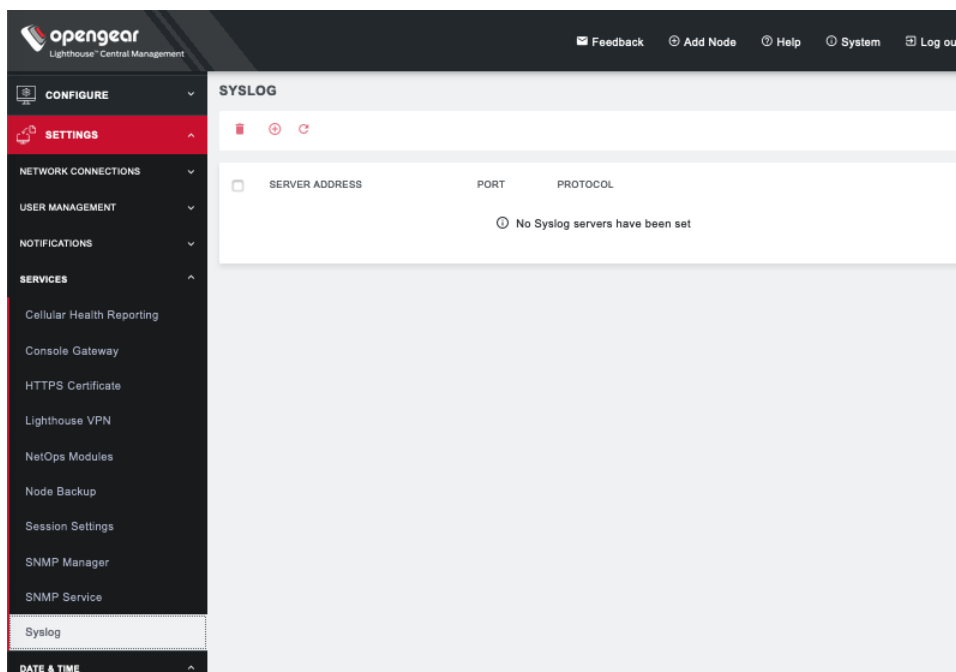 opengear
Lighthouse™ Central Management
Feedback
Add Node
Help
System
Log ou
CONFIGURE
SETTINGS
NETWORK CONNECTIONS
USER MANAGEMENT
NOTIFICATIONS
SERVICES
Cellular Health Reporting
Console Gateway
HTTPS Certificate
Lighthouse VPN
NetOps Modules
Node Backup
Session Settings
SNMP Manager
SNMP Service
Syslog
DATE & TIME
SYSLOG
SERVER ADDRESS PORT PROTOCOL
No Syslog servers have been set